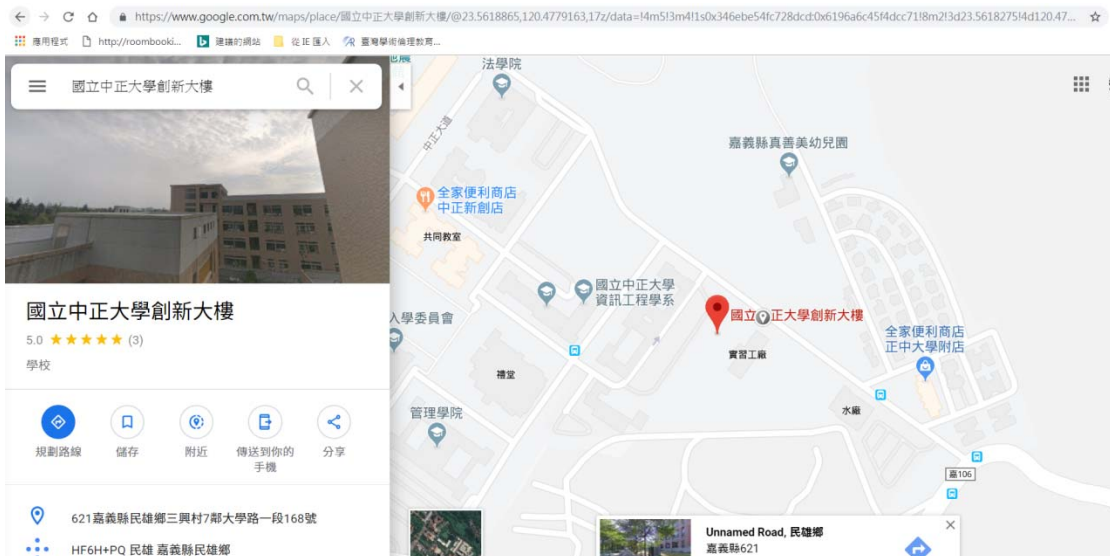 https://www.google.com.tw/maps/place/國立中正大學創新大樓/@23.5618865,120.4779163,17z/data=!4m5!3m4!1s0x346ebe54fc728dcd:0x6196a6c45f4dcc71!8m2!3d23.5618275!4d120.47...
應用程式
http://roombooki...
建議的網站
從 IE 匯入
臺灣學術倫理教育...
國立中正大學創新大樓
國立中正大學創新大樓
5.0
(3)
學校
規劃路線
儲存
附近
傳送到你的
手機
分享
621嘉義縣民雄鄉三興村7鄰大學路一段168號
HF6H+PQ 民雄 嘉義縣民雄鄉
法學院
中正大道
嘉義縣真善美幼兒園
全家便利商店
中正新創店
共同教室
國立中正大學
資訊工程學系
入學委員會
國立 正大學創新大樓
全家便利商店
正中大學附店
實習工廠
禮堂
管理學院
水廠
嘉106
Unnamed Road, 民雄鄉
嘉義縣621